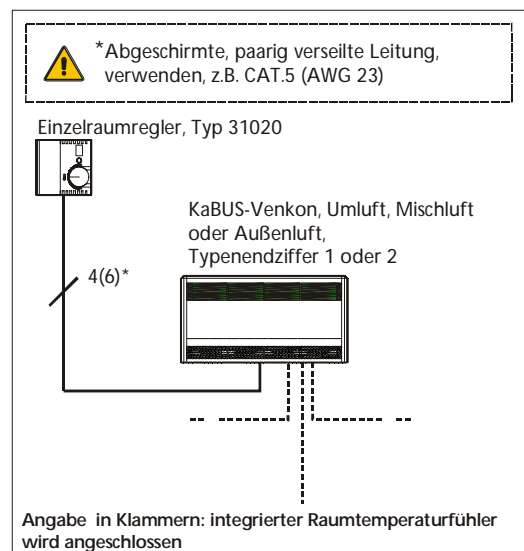 *Abgeschirmte, paarig verseilte Leitung,
verwenden, z.B. CAT.5 (AWG 23)
Einzelraumregler, Typ 31020
KaBUS-Venkon, Umluft, Mischluft
oder Außenluft,
Typenendziffer 1 oder 2
4(6)*
Angabe in Klammern: integrierter Raumtemperaturfühler
wird angeschlossen